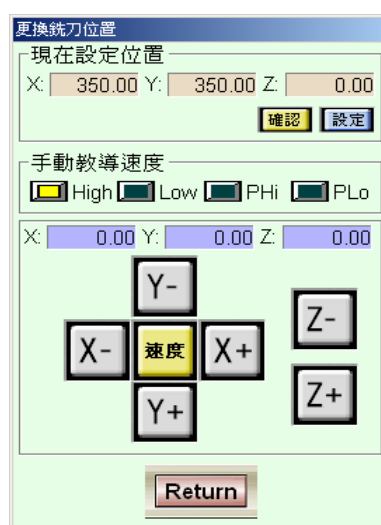 更換銑刀位置
現在設定位置
X: 350.00 Y: 350.00 Z: 0.00
確認 設定
手動教導速度
High Low PHi PLo
X: 0.00 Y: 0.00 Z: 0.00
Y-
Z-
X- 速度 X+
Z+
Y+
Return